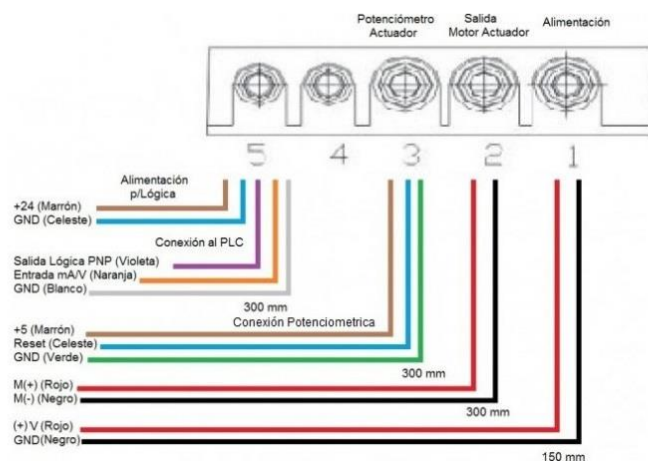 Potenciómetro
Actuador
Salida
Motor Actuador
Alimentación
5
4
3
2
1
Alimentación
p/Lógica
+24 (Marrón)
GND (Celeste)
Conexión al PLC
Salida Lógica PNP (Violeta)
Entrada mA/V (Naranja)
GND (Blanco)
300 mm
Conexión Potenciometrica
+5 (Marrón)
Reset (Celeste)
GND (Verde)
300 mm
M(+) (Rojo)
M(-) (Negro)
300 mm
(+) V (Rojo)
GND(Negro)
150 mm